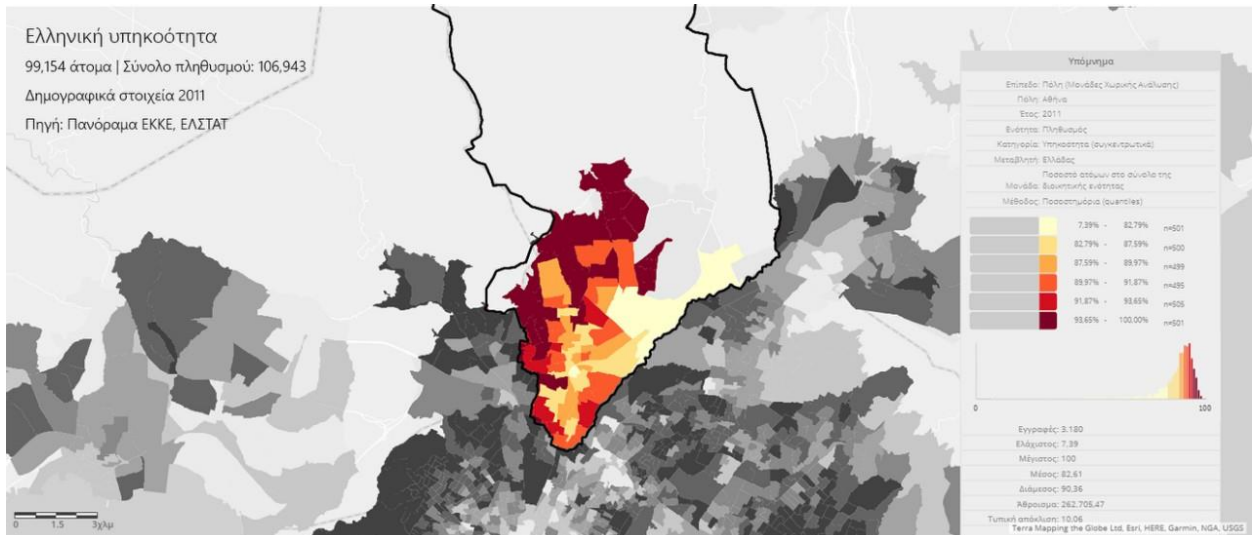 Ελληνική υπηκοότητα
99,154 άτομα | Σύνολο πληθυσμού: 106,943
Δημογραφικά στοιχεία 2011
Πηγή: Πανόραμα ΕΚΚΕ, ΕΛΣΤΑΤ
Υπόμνημα
Επίπεδο: Πόλη (Μονάδες Χωρικής Ανάλυσης)
Πόλη: Αθήνα
Έτος: 2011
Ενότητα: Πληθυσμός
Κατηγορία: Υπηκοότητα (συγκεντρωτικά)
Μεταβλητή: Ελλάδας
Ποσοστό ατόμων στο σύνολο της
Μονάδα: διοικητικής ενότητας
Μέθοδος: Ποσοστημόρια (quantiles)
7,39% - 82,79% n=501
82,79% - 87,59% n=500
87,59% - 89,97% n=499
89,97% - 91,87% n=495
91,87% - 93,65% n=505
93,65% - 100,00% n=501
0 100
Εγγραφές: 3.180
Ελάχιστος: 7,39
Μέγιστος: 100
Μέσος: 82,61
Διάμεσος: 90,36
Άθροισμα: 262,705,47
Τυπική απόκλιση: 10,06
0 1.5 3χλμ
Terra Mapping the Globe Ltd, Esri, HERE, Garmin, NGA, USGS